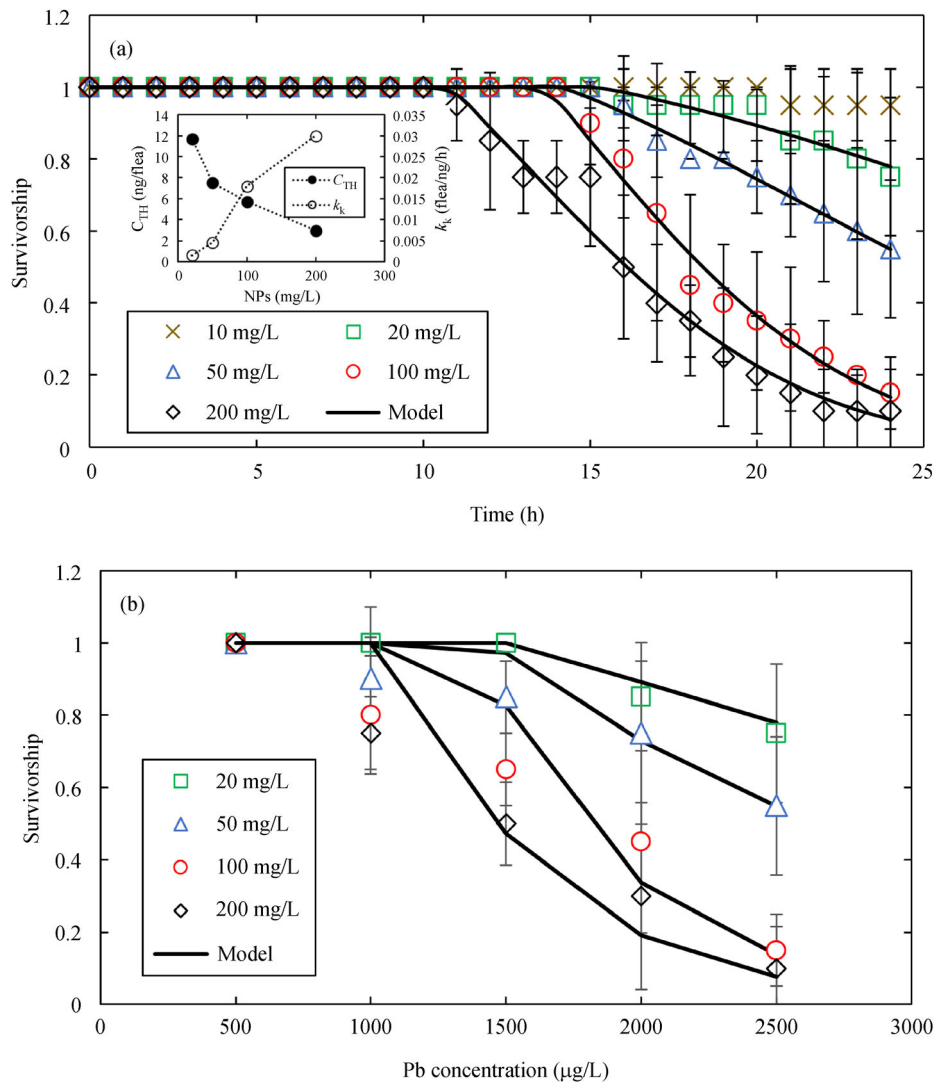 (a)
1.2
1
0.8
0.6
0.4
0.2
0
Survivorship
0 5 10 15 20 25
Time (h)
14
12
10
8
6
4
2
0
C_TH (ng/flea)
0.035
0.03
0.025
0.02
0.015
0.01
0.005
0
k_k (flea/ng/h)
C_TH
k_k
0 100 200 300
NPs (mg/L)
10 mg/L 20 mg/L
50 mg/L 100 mg/L
200 mg/L Model
(b)
1.2
1
0.8
0.6
0.4
0.2
0
Survivorship
20 mg/L
50 mg/L
100 mg/L
200 mg/L
Model
0 500 1000 1500 2000 2500 3000
Pb concentration (μg/L)